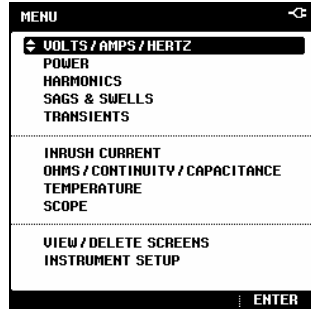 MENU
VOLTS/AMPS/HERTZ
POWER
HARMONICS
SAGS & SWELLS
TRANSIENTS
INRUSH CURRENT
OHMS/CONTINUITY/CAPACITANCE
TEMPERATURE
SCOPE
VIEW/DELETE SCREENS
INSTRUMENT SETUP
ENTER